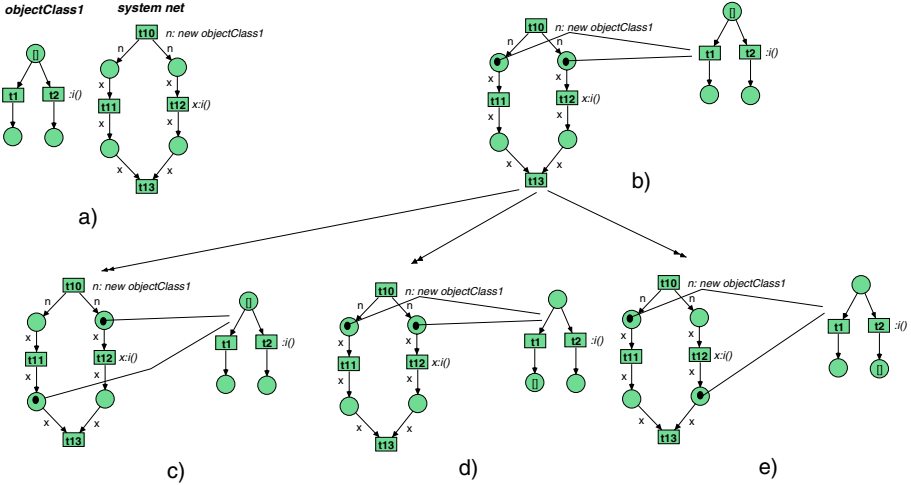 objectClass1 system net
[]
t1 t2 :i()
t10 n: new objectClass1
n n
x x
t11 t12 x:i()
x x
x x
t13
a)
t10 n: new objectClass1
n n
x x
t11 t12 x:i()
x x
x x
t13
[]
t1 t2 :i()
b)
t10 n: new objectClass1
n n
x x
t11 t12 x:i()
x x
x x
t13
[]
t1 t2 :i()
c)
t10 n: new objectClass1
n n
x x
t11 t12 x:i()
x x
x x
t13
t1 t2 :i()
[]
d)
t10 n: new objectClass1
n n
x x
t11 t12 x:i()
x x
x x
t13
t1 t2 :i()
[]
e)